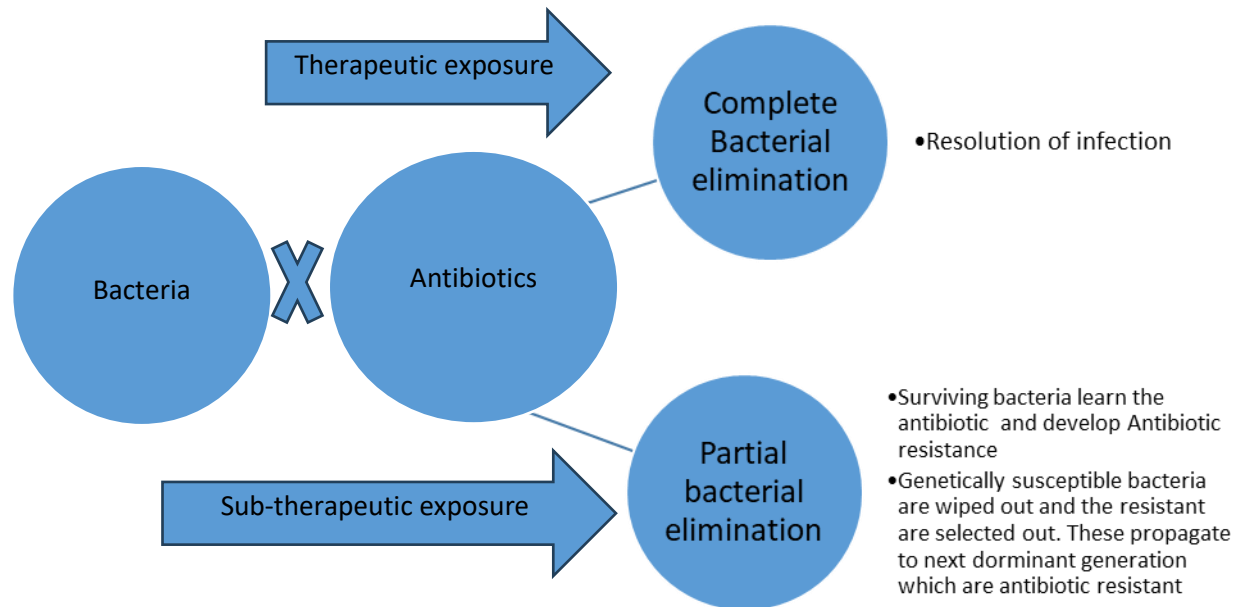 Therapeutic exposure
Complete
Bacterial
elimination
•Resolution of infection
Bacteria
Antibiotics
Sub-therapeutic exposure
Partial
bacterial
elimination
•Surviving bacteria learn the
antibiotic and develop Antibiotic
resistance
•Genetically susceptible bacteria
are wiped out and the resistant
are selected out. These propagate
to next dormant generation
which are antibiotic resistant